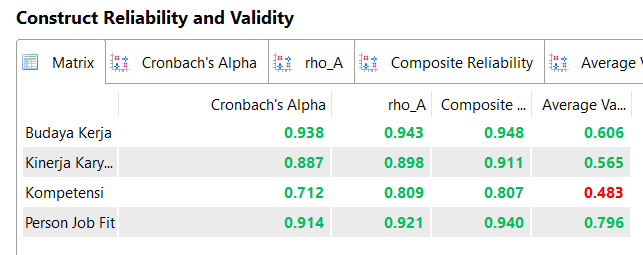 Construct Reliability and Validity
Matrix Cronbach's Alpha rho_A Composite Reliability Average V
Cronbach's Alpha rho_A Composite ... Average Va...
Budaya Kerja 0.938 0.943 0.948 0.606
Kinerja Kary... 0.887 0.898 0.911 0.565
Kompetensi 0.712 0.809 0.807 0.483
Person Job Fit 0.914 0.921 0.940 0.796